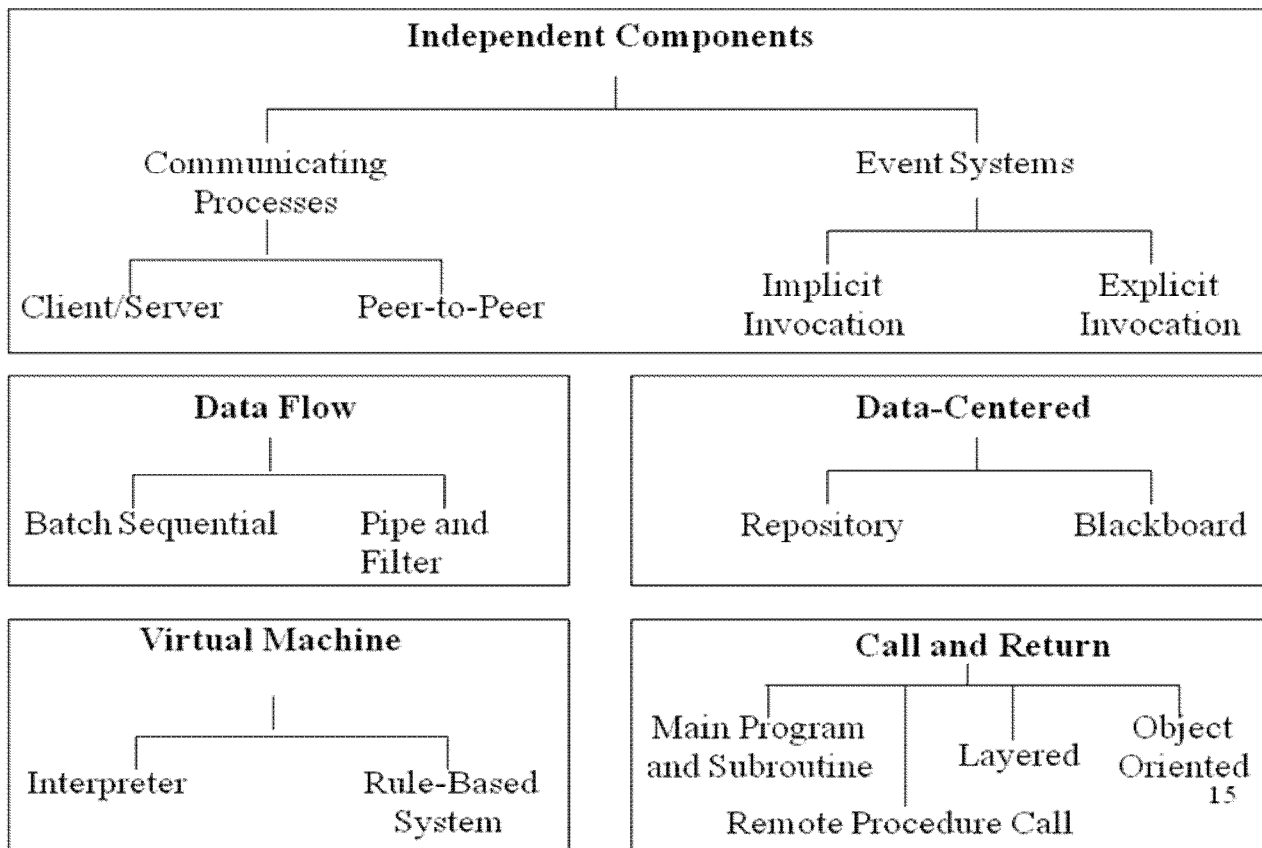 Independent Components
Communicating
Processes
Event Systems
Client/Server
Peer-to-Peer
Implicit
Invocation
Explicit
Invocation
Data Flow
Batch Sequential
Pipe and
Filter
Data-Centered
Repository
Blackboard
Virtual Machine
Interpreter
Rule-Based
System
Call and Return
Main Program
and Subroutine
Remote Procedure Call
Layered
Object
Oriented
15